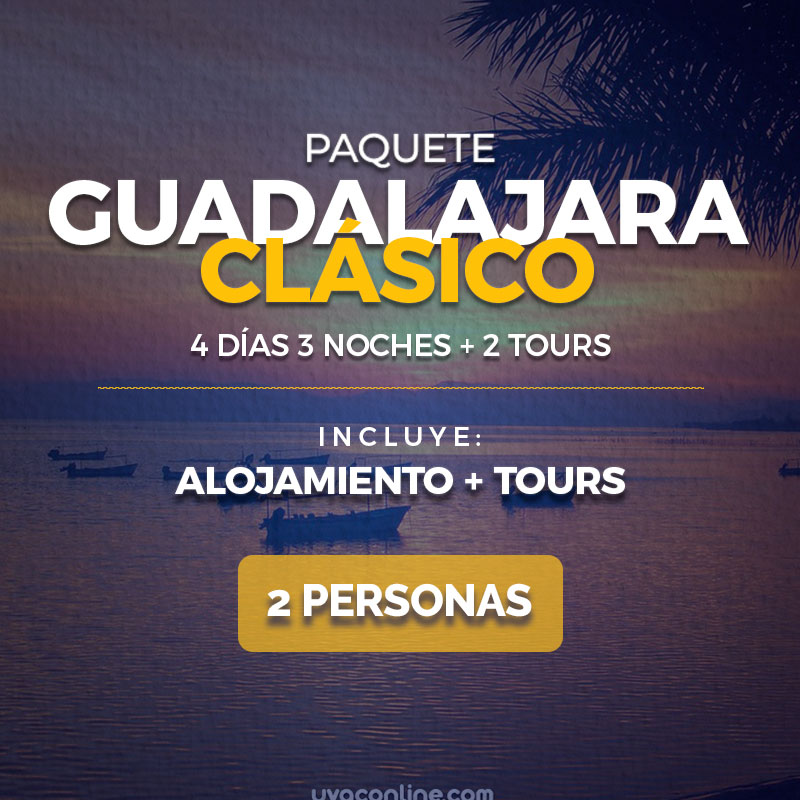 PAQUETE
GUADALAJARA
CLÁSICO
4 DÍAS 3 NOCHES + 2 TOURS
INCLUYE:
ALOJAMIENTO + TOURS
2 PERSONAS
uvaconline.com